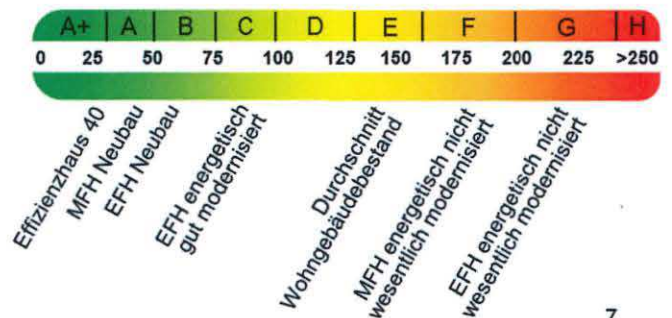 A+ A B C D E F G H
0 25 50 75 100 125 150 175 200 225 >250
Effizienzhaus 40
MFH Neubau
EFH Neubau
EFH energetisch
gut modernisiert
Durchschnitt
Wohngebäudebestand
MFH energetisch nicht
wesentlich modernisiert
EFH energetisch nicht
wesentlich modernisiert
7